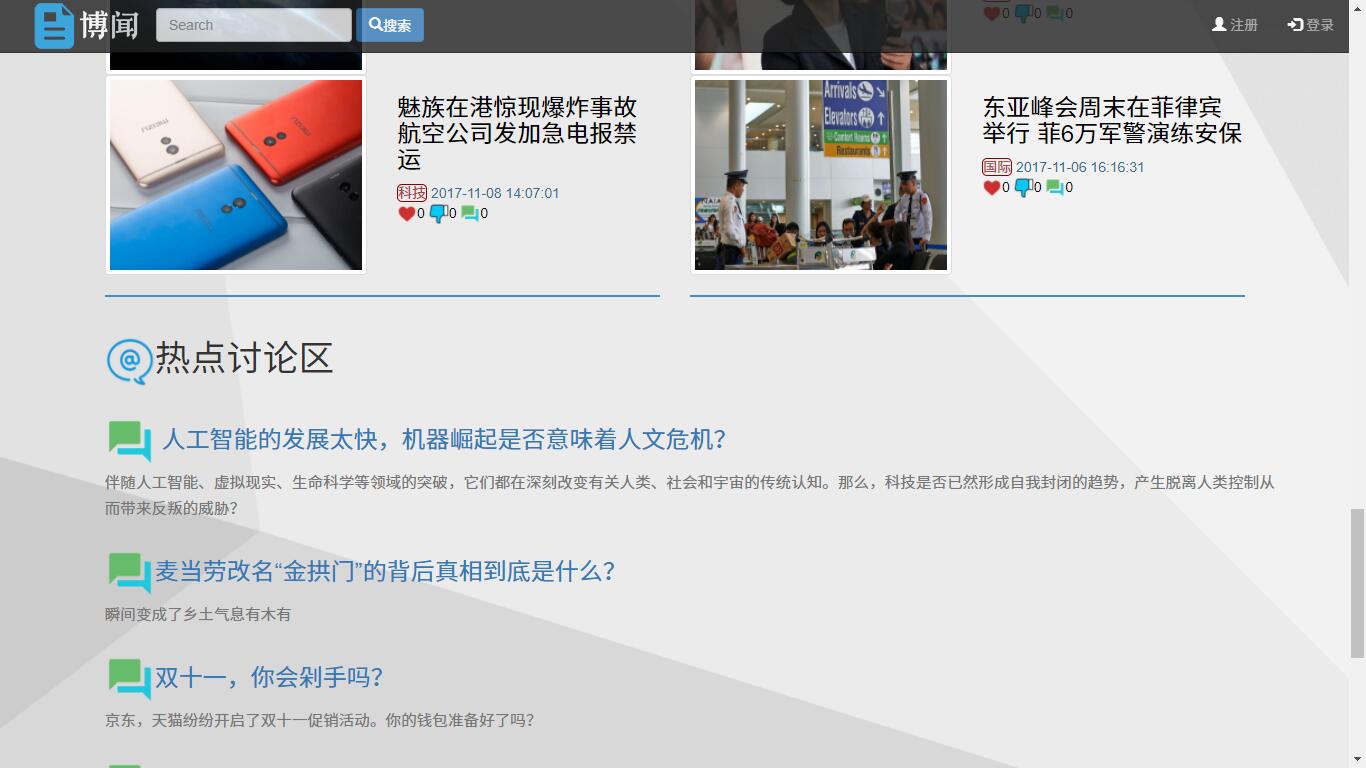 博闻
Search
搜索
注册
登录
0 0 0
魅族在港惊现爆炸事故
航空公司发加急电报禁
运
科技 2017-11-08 14:07:01
0 0 0
MEIZU
MEIZU
MEIZU
Arrivals
Elevators
Comfort Rooms
Restaurants
东亚峰会周末在菲律宾
举行 菲6万军警演练安保
国际 2017-11-06 16:16:31
0 0 0
热点讨论区
人工智能的发展太快，机器崛起是否意味着人文危机？
伴随人工智能、虚拟现实、生命科学等领域的突破，它们都在深刻改变有关人类、社会和宇宙的传统认知。那么，科技是否已然形成自我封闭的趋势，产生脱离人类控制从
而带来反叛的威胁？
麦当劳改名“金拱门”的背后真相到底是什么？
瞬间变成了乡土气息有木有
双十一，你会剁手吗？
京东，天猫纷纷开启了双十一促销活动。你的钱包准备好了吗？